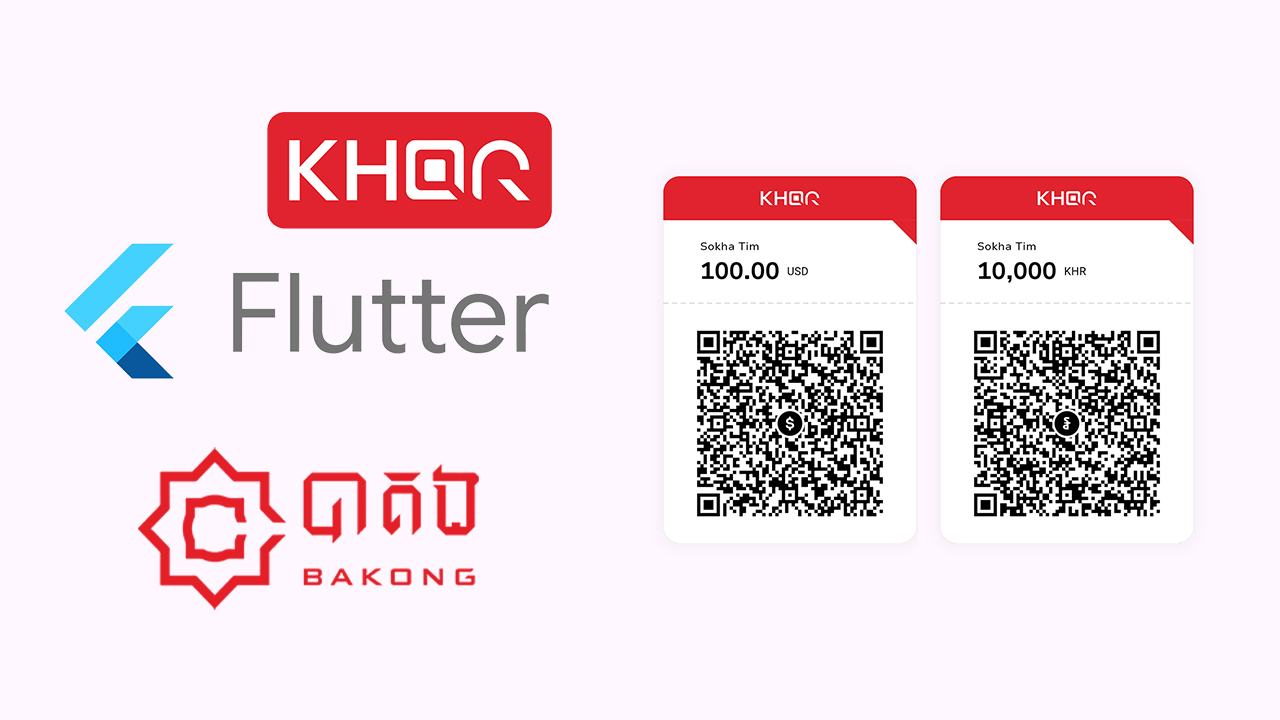 KHQR
Flutter
បាគង
BAKONG
KHQR
Sokha Tim
100.00 USD
$
KHQR
Sokha Tim
10,000 KHR
៛